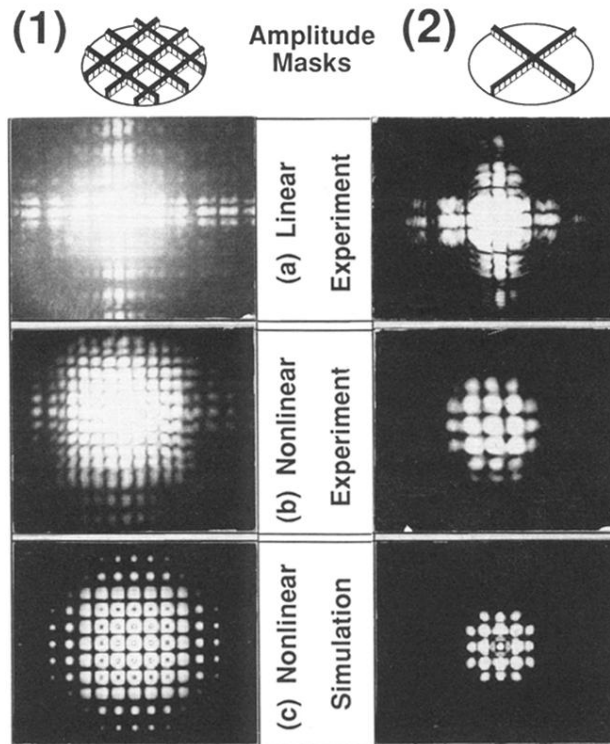 (1)
Amplitude
Masks
(2)
(a) Linear
Experiment
(b) Nonlinear
Experiment
(c) Nonlinear
Simulation